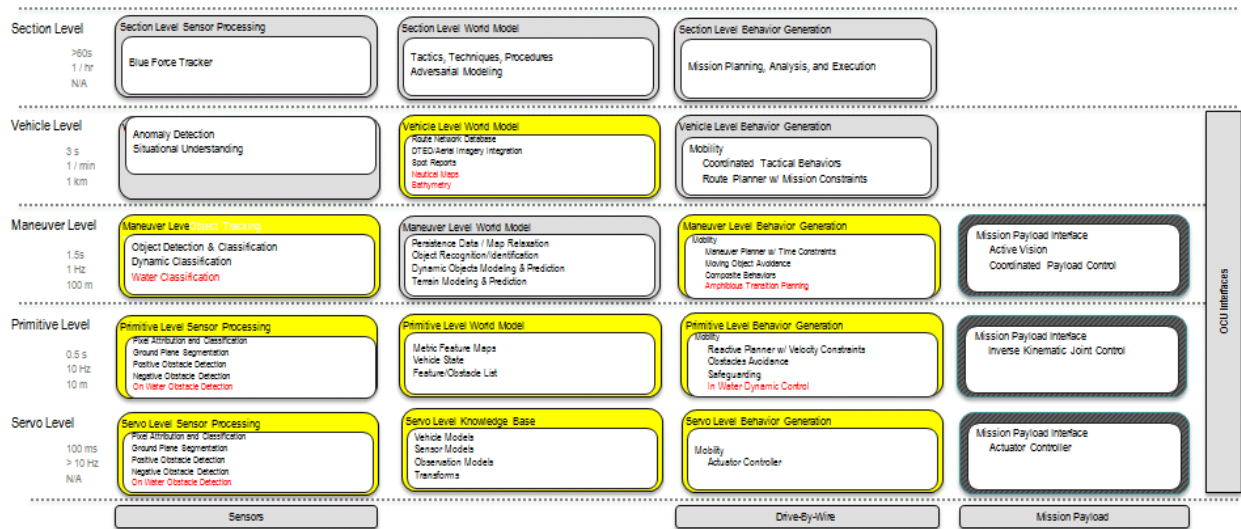 Section Level
>60s
1 / hr
N/A
Section Level Sensor Processing
Blue Force Tracker
Section Level World Model
Tactics, Techniques, Procedures
Adversarial Modeling
Section Level Behavior Generation
Mission Planning, Analysis, and Execution
Vehicle Level
3 s
1 / min
1 km
Anomaly Detection
Situational Understanding
Vehicle Level World Model
Route Network Database
DTED/Aerial Imagery Integration
Spot Reports
Nautical Maps
Bathymetry
Vehicle Level Behavior Generation
Mobility
Coordinated Tactical Behaviors
Route Planner w/ Mission Constraints
Maneuver Level
1.5s
1 Hz
100 m
Maneuver Leve Object Tracking
Object Detection & Classification
Dynamic Classification
Water Classification
Maneuver Level World Model
Persistence Data / Map Relaxation
Object Recognition/Identification
Dynamic Objects Modeling & Prediction
Terrain Modeling & Prediction
Maneuver Level Behavior Generation
Mobility
Maneuver Planner w/ Time Constraints
Moving Object Avoidance
Composite Behaviors
Amphibious Transition Planning
Mission Payload Interface
Active Vision
Coordinated Payload Control
Primitive Level
0.5 s
10 Hz
10 m
Primitive Level Sensor Processing
Pixel Attribution and Classification
Ground Plane Segmentation
Positive Obstacle Detection
Negative Obstacle Detection
On Water Obstacle Detection
Primitive Level World Model
Metric Feature Maps
Vehicle State
Feature/Obstacle List
Primitive Level Behavior Generation
Mobility
Reactive Planner w/ Velocity Constraints
Obstacles Avoidance
Safeguarding
In Water Dynamic Control
Mission Payload Interface
Inverse Kinematic Joint Control
Servo Level
100 ms
> 10 Hz
N/A
Servo Level Sensor Processing
Pixel Attribution and Classification
Ground Plane Segmentation
Positive Obstacle Detection
Negative Obstacle Detection
On Water Obstacle Detection
Servo Level Knowledge Base
Vehicle Models
Sensor Models
Observation Models
Transforms
Servo Level Behavior Generation
Mobility
Actuator Controller
Mission Payload Interface
Actuator Controller
OCU Interfaces
Sensors
Drive-By-Wire
Mission Payload